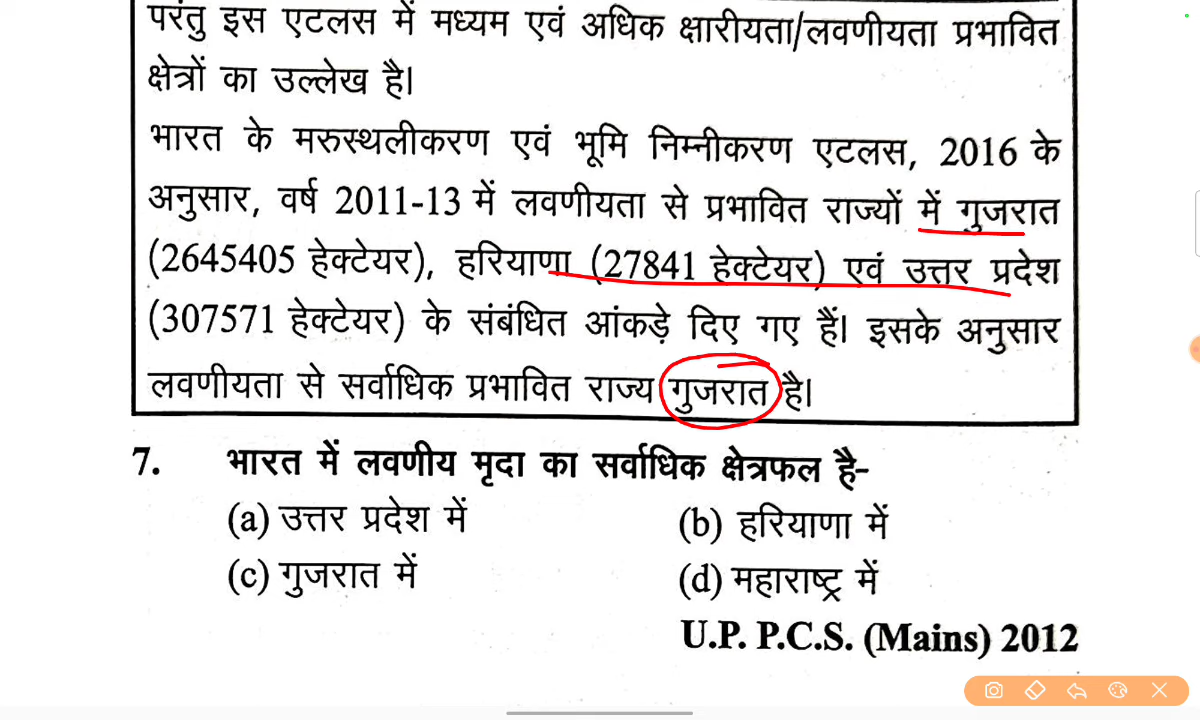 परंतु इस एटलस में मध्यम एवं अधिक क्षारीयता/लवणीयता प्रभावित
क्षेत्रों का उल्लेख है।
भारत के मरुस्थलीकरण एवं भूमि निम्नीकरण एटलस, 2016 के
अनुसार, वर्ष 2011-13 में लवणीयता से प्रभावित राज्यों में गुजरात
(2645405 हेक्टेयर), हरियाणा (27841 हेक्टेयर) एवं उत्तर प्रदेश
(307571 हेक्टेयर) के संबंधित आंकड़े दिए गए हैं। इसके अनुसार
लवणीयता से सर्वाधिक प्रभावित राज्य गुजरात है।
7. भारत में लवणीय मृदा का सर्वाधिक क्षेत्रफल है-
(a) उत्तर प्रदेश में (b) हरियाणा में
(c) गुजरात में (d) महाराष्ट्र में
U.P. P.C.S. (Mains) 2012